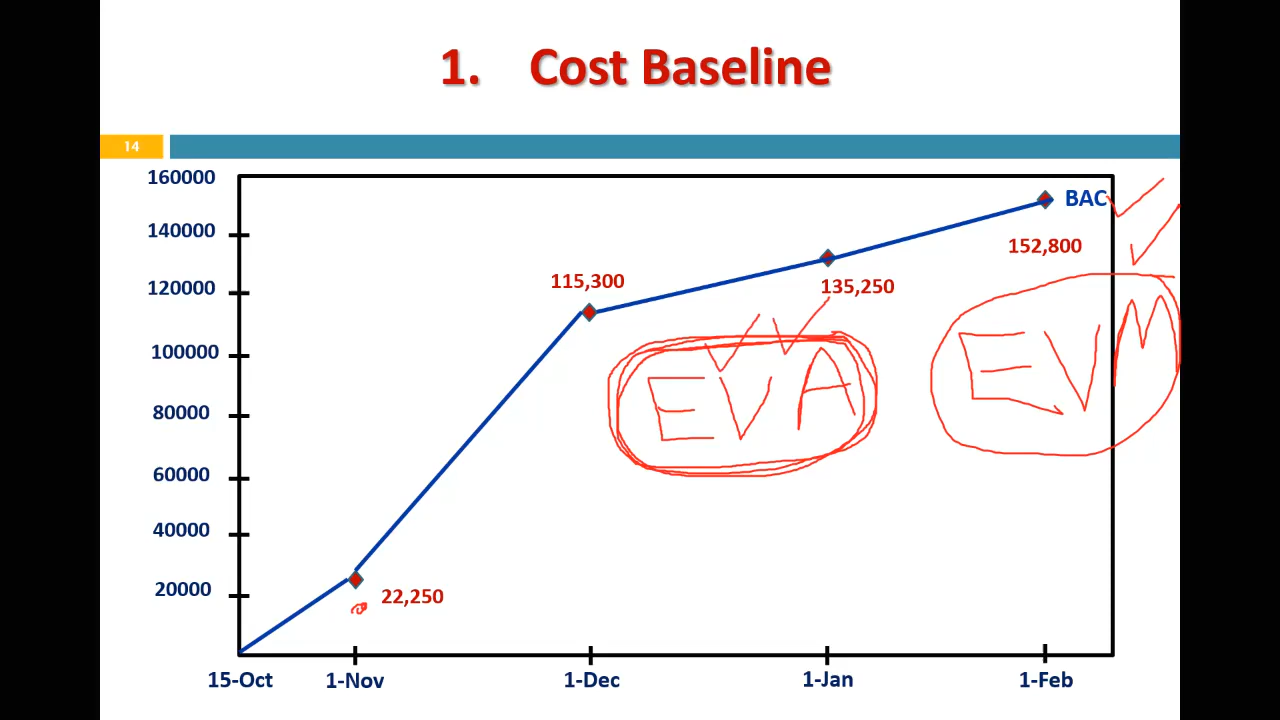 1. Cost Baseline
14
160000
BAC
140000
152,800
120000
115,300
135,250
100000
EVA
EVM
80000
60000
40000
20000
22,250
15-Oct
1-Nov
1-Dec
1-Jan
1-Feb